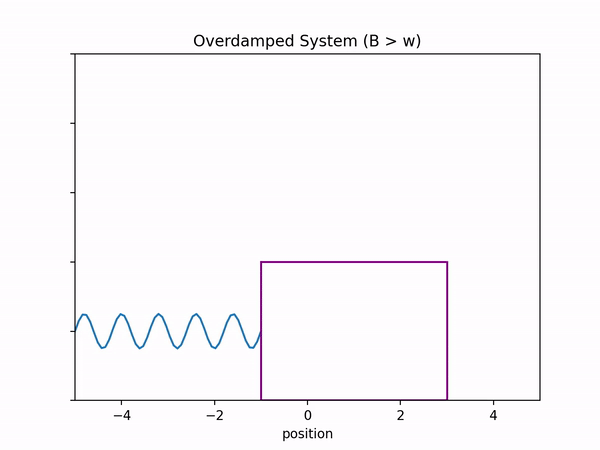 Overdamped System (B > w)
−4 −2 0 2 4
position